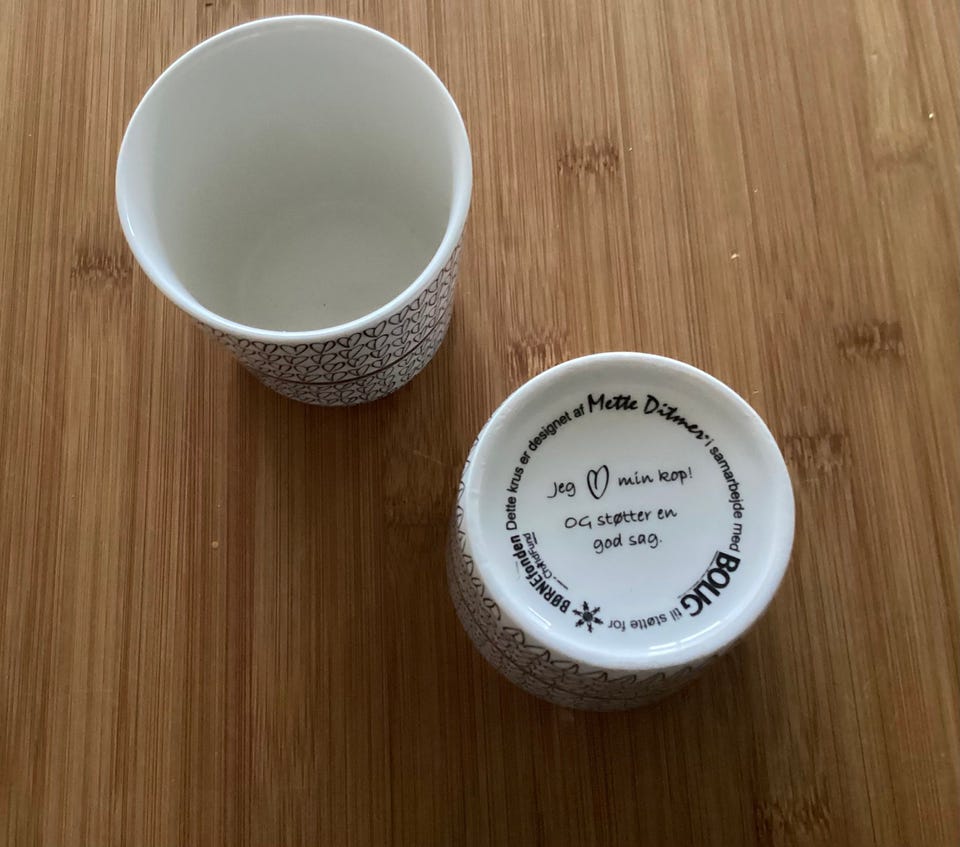 Dette krus er designet af Mette Ditmer i samarbejde med BOLIG til støtte for BØRNEfonden
ChildFund
Jeg min kop!
OG støtter en
god sag.